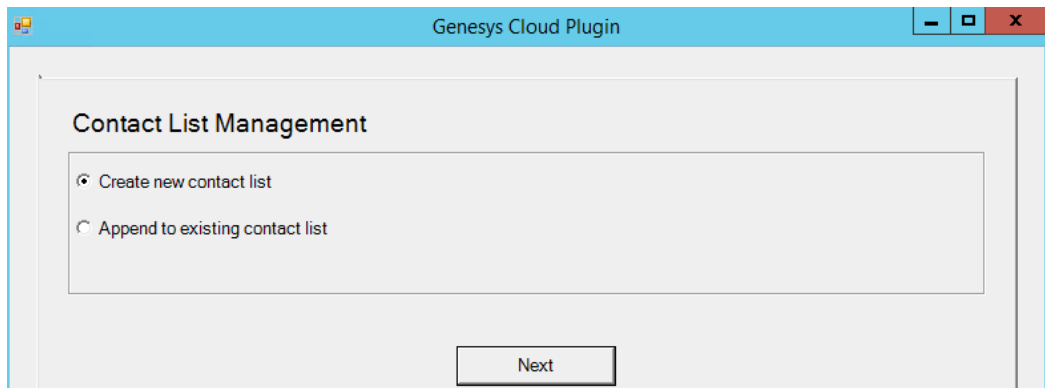 Genesys Cloud Plugin
Contact List Management
Create new contact list
Append to existing contact list
Next